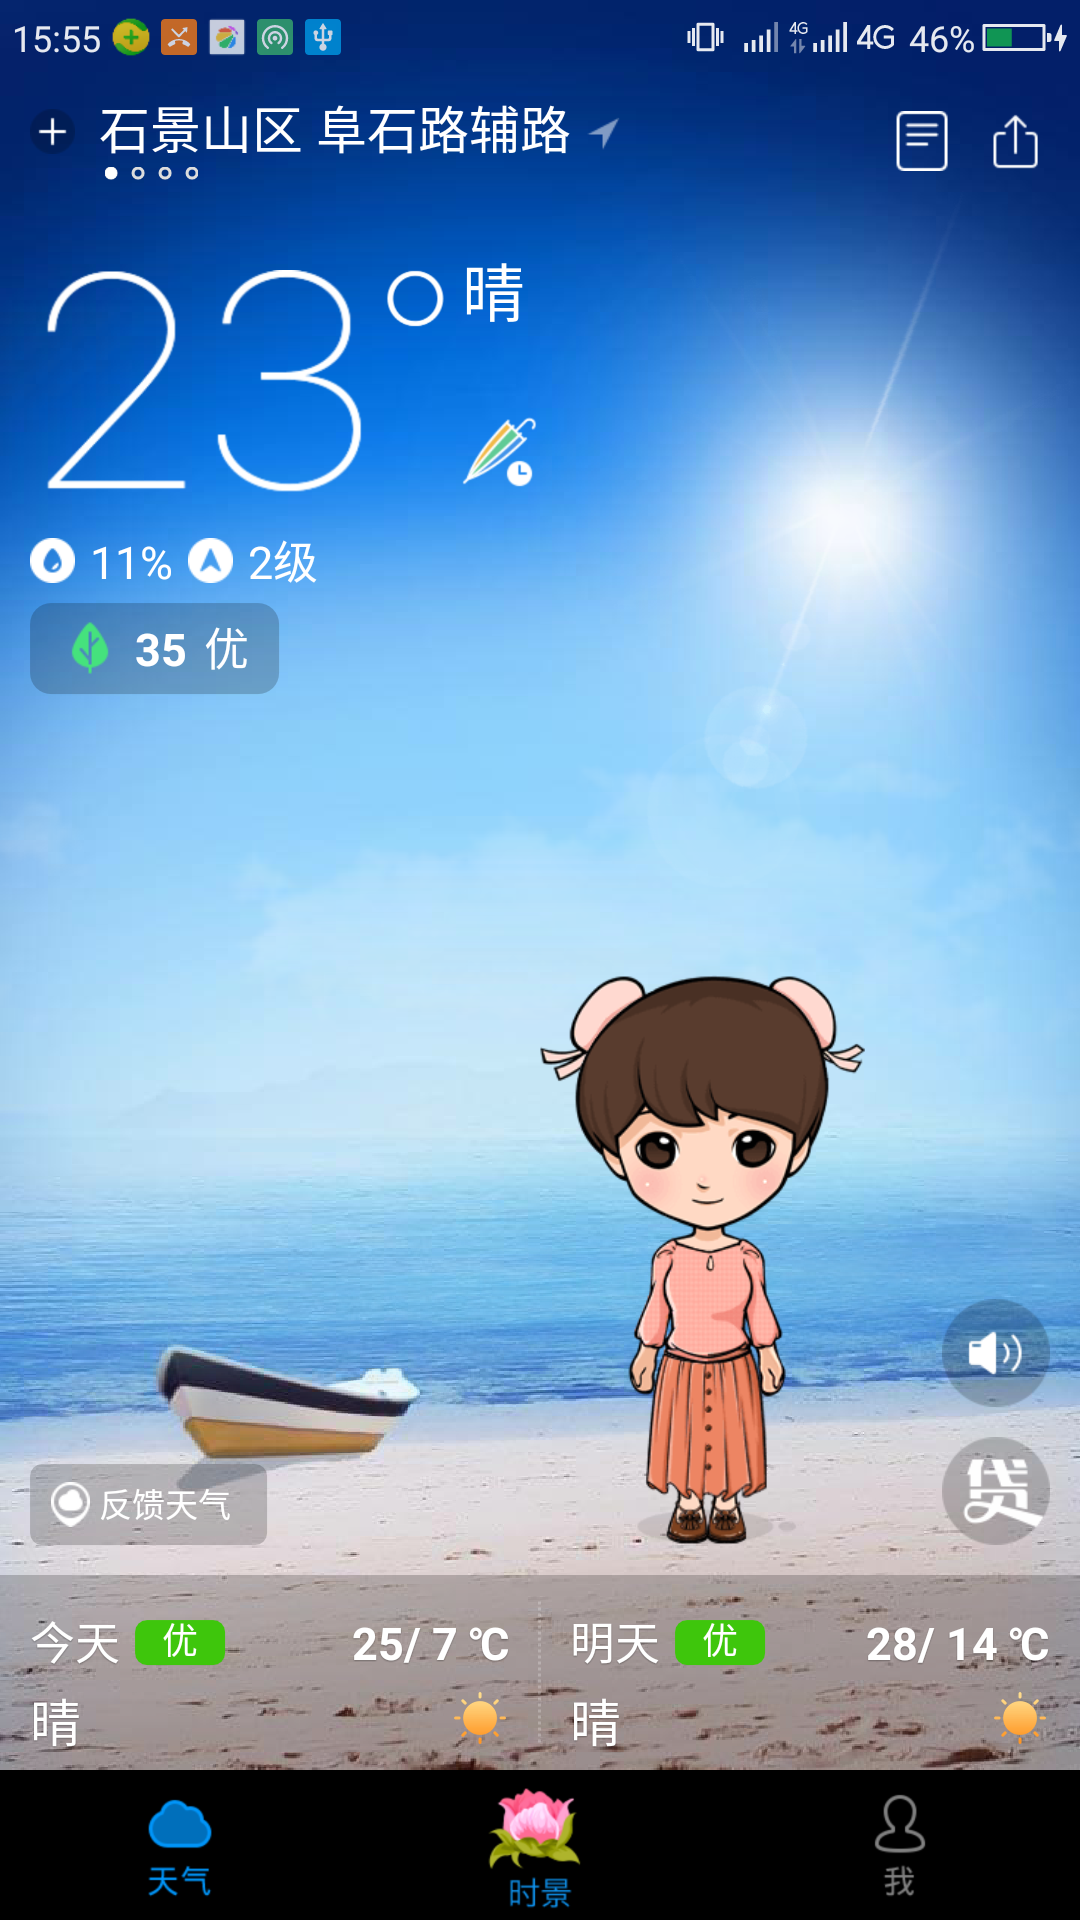 15:55 4G 4G 46%
石景山区 阜石路辅路
23° 晴
11% 2级
35 优
贷
反馈天气
今天 优 25/ 7 ℃ 明天 优 28/ 14 ℃
晴 晴
天气 时景 我